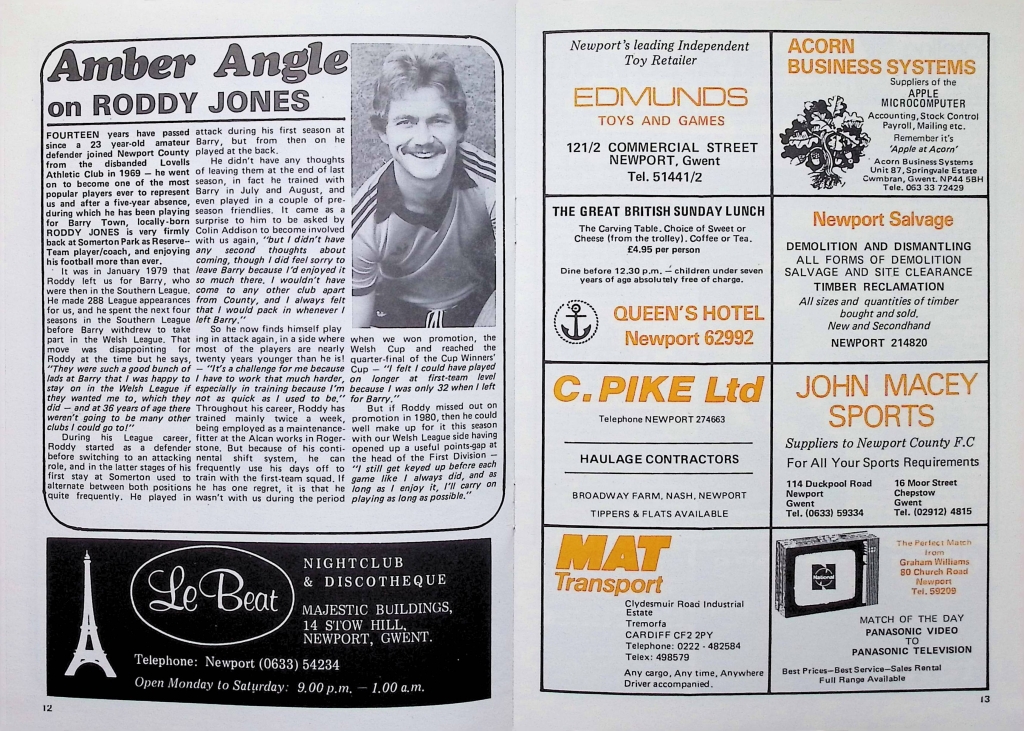 Amber Angle
on RODDY JONES
FOURTEEN years have passed
since a 23 year-old amateur
defender joined Newport County
from the disbanded Lovells
Athletic Club in 1969 — he went
on to become one of the most
popular players ever to represent
us and after a five-year absence,
during which he has been playing
for Barry Town, locally-born
RODDY JONES is very firmly
back at Somerton Park as Reserve-
Team player/coach, and enjoying
his football more than ever.
It was in January 1979 that
Roddy left us for Barry, who
were then in the Southern League.
He made 288 League appearances
for us, and he spent the next four
seasons in the Southern League
before Barry withdrew to take
part in the Welsh League. That
move was disappointing for
Roddy at the time but he says,
"They were such a good bunch of
lads at Barry that I was happy to
stay on in the Welsh League if
they wanted me to, which they
did — and at 36 years of age there
weren't going to be many other
clubs I could go to!"
During his League career,
Roddy started as a defender
before switching to an attacking
role, and in the latter stages of his
first stay at Somerton used to
alternate between both positions
quite frequently. He played in
attack during his first season at
Barry, but from then on he
played at the back.
He didn't have any thoughts
of leaving them at the end of last
season, in fact he trained with
Barry in July and August, and
even played in a couple of pre-
season friendlies. It came as a
surprise to him to be asked by
Colin Addison to become involved
with us again, "but I didn't have
any second thoughts about
coming, though I did feel sorry to
leave Barry because I'd enjoyed it
so much there. I wouldn't have
come to any other club apart
from County, and I always felt
that I would pack in whenever I
left Barry."
So he now finds himself play
ing in attack again, in a side where
most of the players are nearly
twenty years younger than he is!
— "It's a challenge for me because
I have to work that much harder,
especially in training because I'm
not as quick as I used to be."
Throughout his career, Roddy has
trained mainly twice a week,
being employed as a maintenance-
fitter at the Alcan works in Roger-
stone. But because of his conti-
rental shift system, he can
frequently use his days off to
train with the first-team squad. If
he has one regret, it is that he
wasn't with us during the period
when we won promotion, the
Welsh Cup and reached the
quarter-final of the Cup Winners'
Cup — "I felt I could have played
on longer at first-team level
because I was only 32 when I left
for Barry."
But if Roddy missed out on
promotion in 1980, then he could
well make up for it this season
with our Welsh League side having
opened up a useful points-gap at
the head of the First Division —
"I still get keyed up before each
game like I always did, and as
long as I enjoy it, I'll carry on
playing as long as possible."
Le Beat
NIGHTCLUB
& DISCOTHEQUE
MAJESTIC BUILDINGS,
14 STOW HILL,
NEWPORT, GWENT.
Telephone: Newport (0633) 54234
Open Monday to Saturday: 9.00 p.m. — 1.00 a.m.
12
Newport's leading Independent
Toy Retailer
EDMUNDS
TOYS AND GAMES
121/2 COMMERCIAL STREET
NEWPORT, Gwent
Tel. 51441/2
ACORN
BUSINESS SYSTEMS
Suppliers of the
APPLE
MICROCOMPUTER
Accounting, Stock Control
Payroll, Mailing etc.
Remember it's
'Apple at Acorn'
Acorn Business Systems
Unit 87, Springvale Estate
Cwmbran, Gwent. NP44 5BH
Tele. 063 33 72429
THE GREAT BRITISH SUNDAY LUNCH
The Carving Table. Choice of Sweet or
Cheese (from the trolley). Coffee or Tea.
£4.95 per person
Dine before 12.30 p.m. — children under seven
years of age absolutely free of charge.
QUEEN'S HOTEL
Newport 62992
Newport Salvage
DEMOLITION AND DISMANTLING
ALL FORMS OF DEMOLITION
SALVAGE AND SITE CLEARANCE
TIMBER RECLAMATION
All sizes and quantities of timber
bought and sold.
New and Secondhand
NEWPORT 214820
C. PIKE Ltd
Telephone NEWPORT 274663
HAULAGE CONTRACTORS
BROADWAY FARM, NASH, NEWPORT
TIPPERS & FLATS AVAILABLE
JOHN MACEY
SPORTS
Suppliers to Newport County F.C
For All Your Sports Requirements
114 Duckpool Road
Newport
Gwent
Tel. (0633) 59334
16 Moor Street
Chepstow
Gwent
Tel. (02912) 4815
MAT
Transport
Clydesmuir Road Industrial
Estate
Tremorfa
CARDIFF CF2 2PY
Telephone: 0222 - 482584
Telex: 498579
Any cargo, Any time, Anywhere
Driver accompanied.
National
The Perfect Match
from
Graham Williams
80 Church Road
Newport
Tel. 59209
MATCH OF THE DAY
PANASONIC VIDEO
TO
PANASONIC TELEVISION
Best Prices—Best Service—Sales Rental
Full Range Available
13